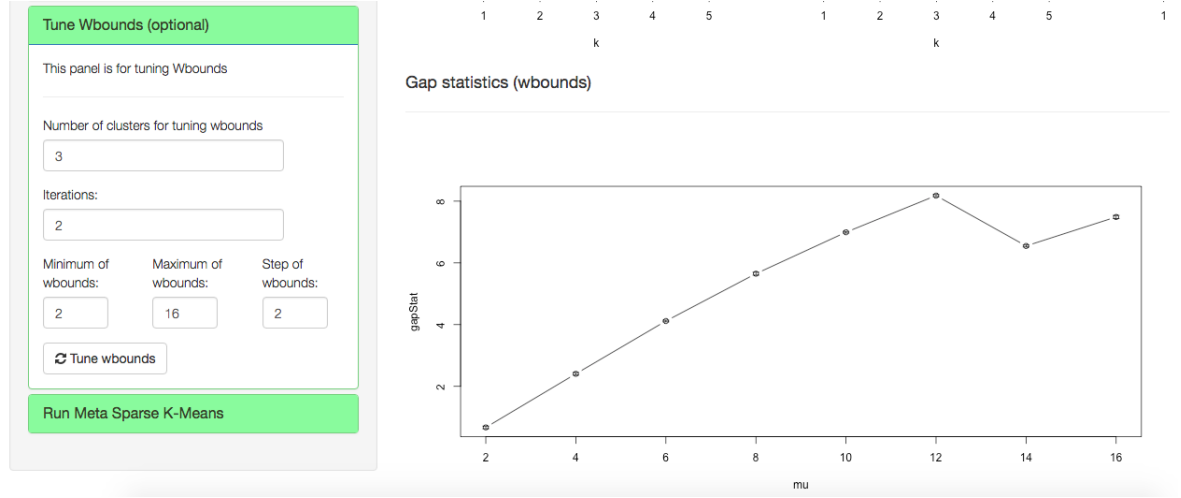 Tune Wbounds (optional)
This panel is for tuning Wbounds
Number of clusters for tuning wbounds
3
Iterations:
2
Minimum of wbounds:
Maximum of wbounds:
Step of wbounds:
2
16
2
Tune wbounds
Run Meta Sparse K-Means
1 2 3 4 5
k
1 2 3 4 5
k
1
Gap statistics (wbounds)
gapStat
8
6
4
2
2 4 6 8 10 12 14 16
mu